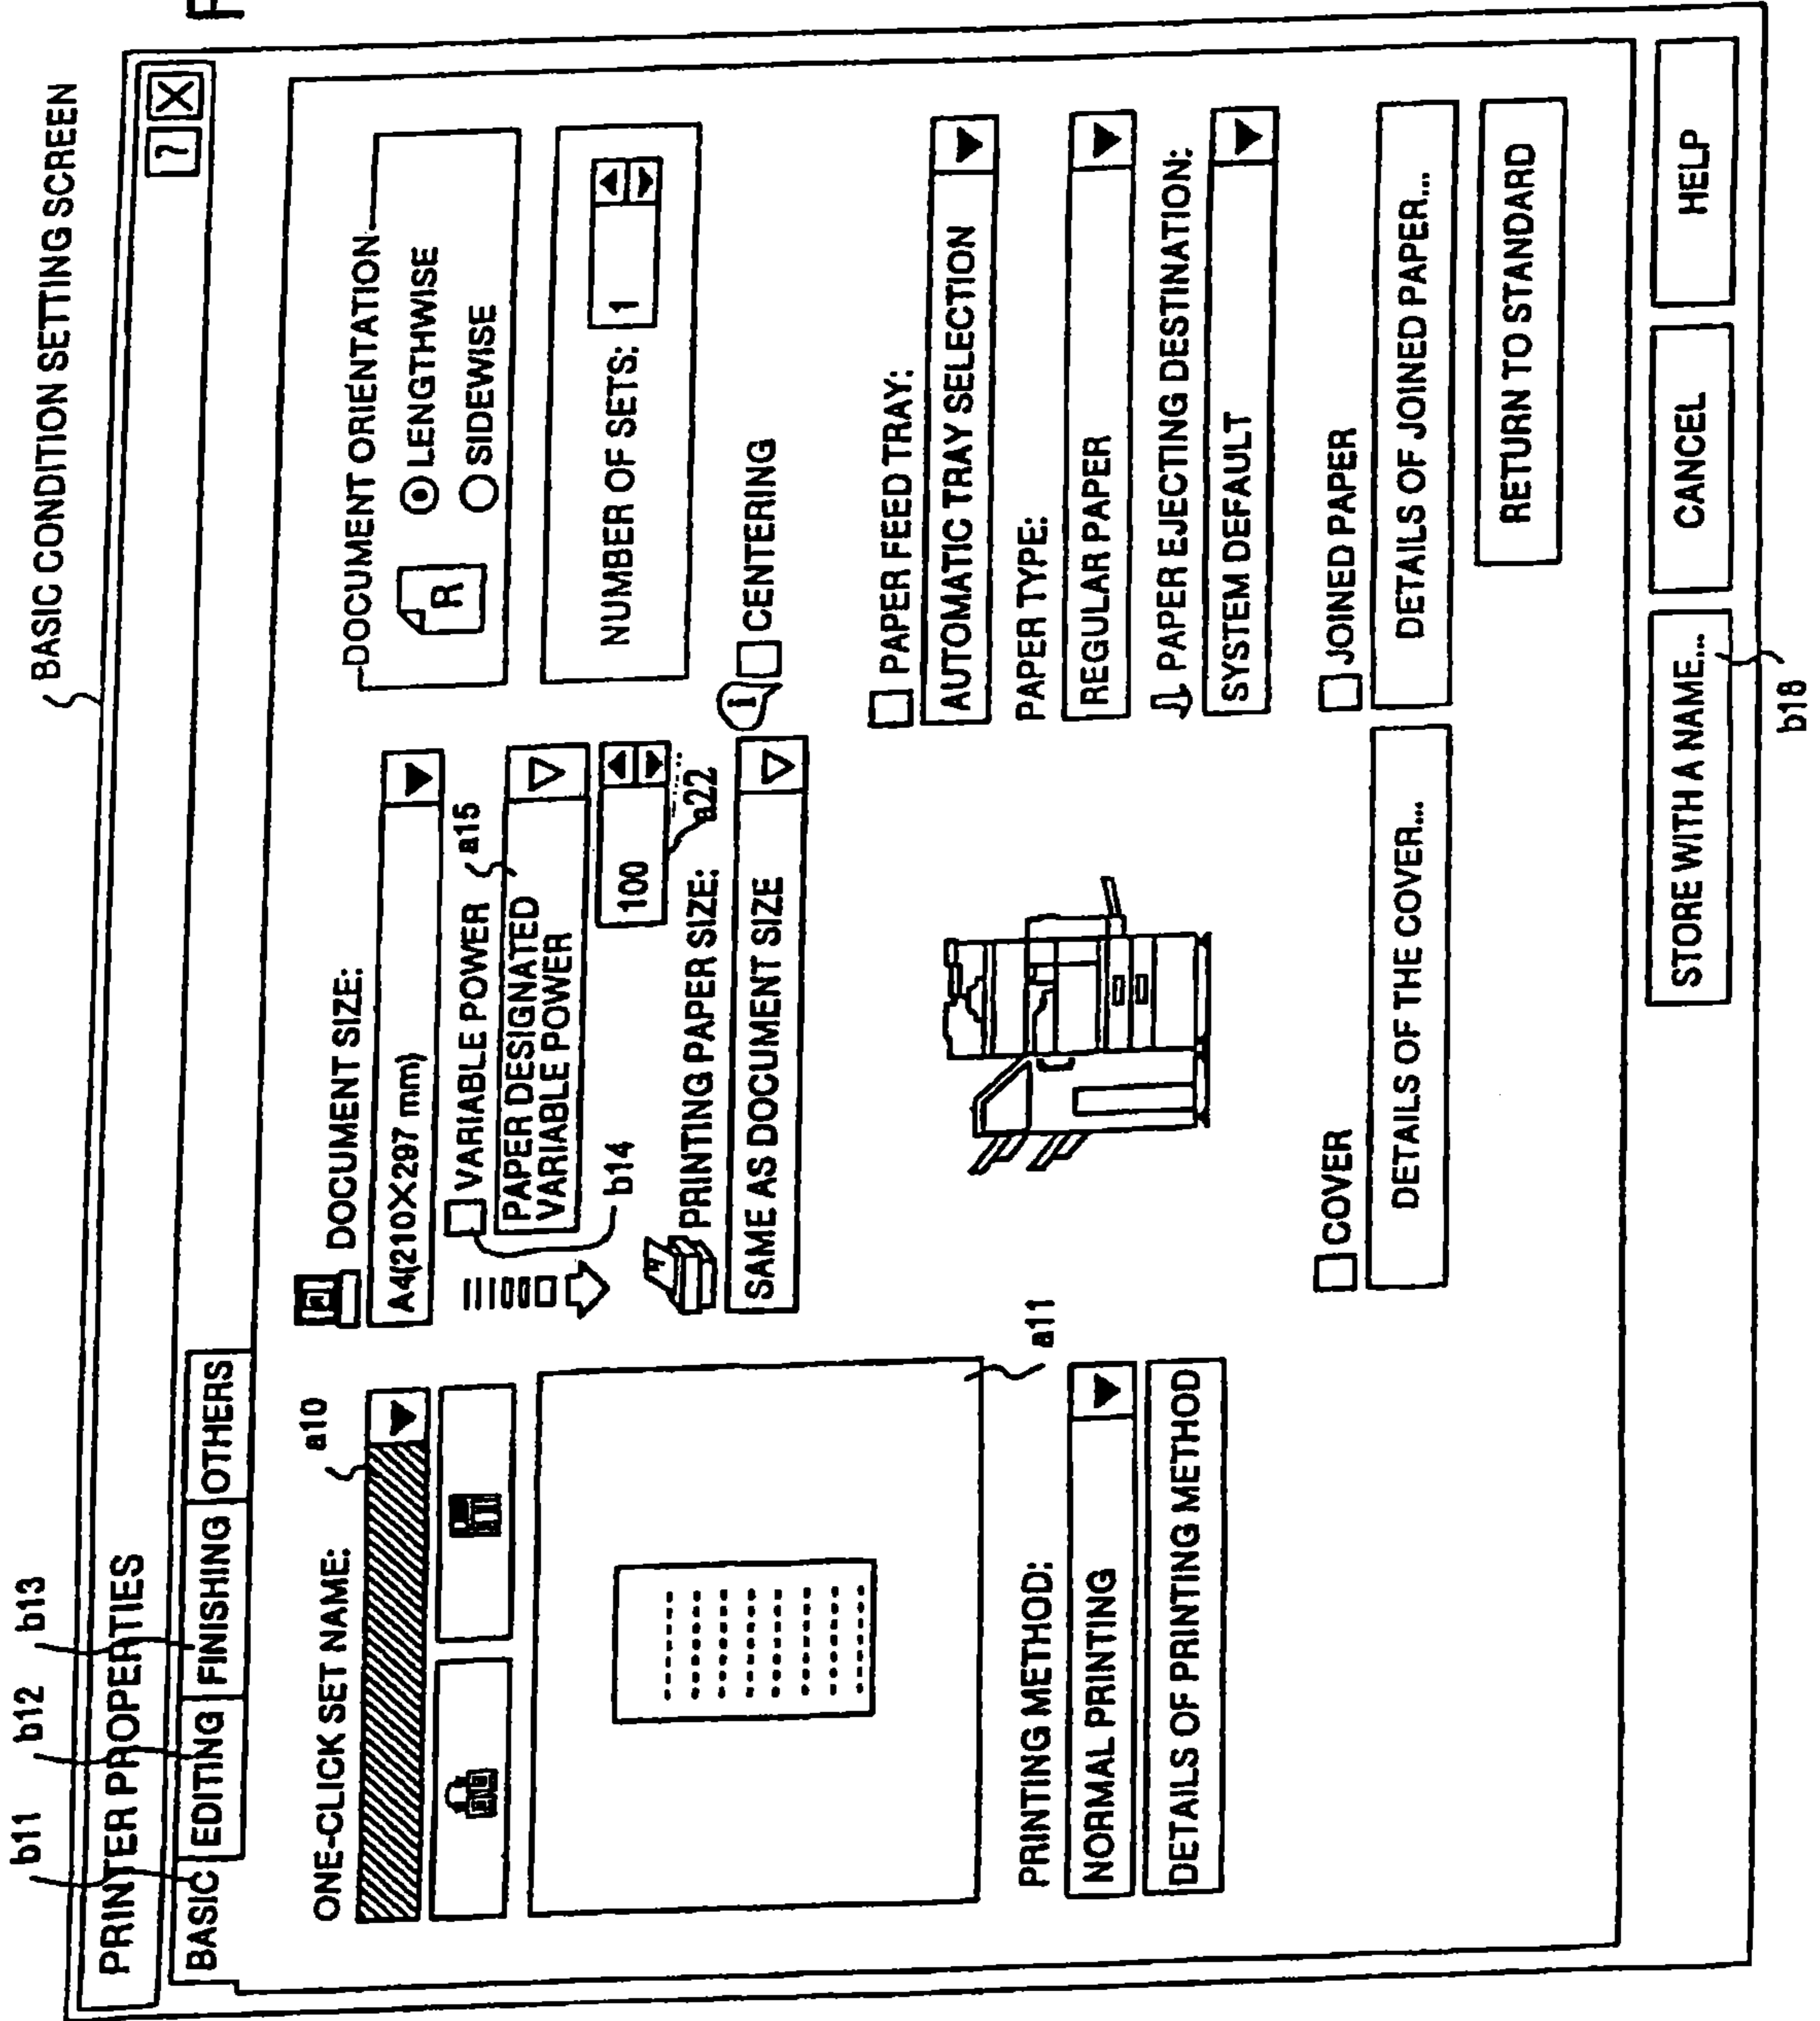 BASIC CONDITION SETTING SCREEN
b11 b12 b13
PRINTER PROPERTIES
? X
BASIC EDITING FINISHING OTHERS
ONE-CLICK SET NAME:
a10
a11
PRINTING METHOD:
NORMAL PRINTING
DETAILS OF PRINTING METHOD
DOCUMENT SIZE:
A4(210X297 mm)
VARIABLE POWER
a15
PAPER DESIGNATED
VARIABLE POWER
b14
100
a22
PRINTING PAPER SIZE:
SAME AS DOCUMENT SIZE
COVER
DETAILS OF THE COVER...
DOCUMENT ORIENTATION
R
LENGTHWISE
SIDEWISE
NUMBER OF SETS: 1
i CENTERING
PAPER FEED TRAY:
AUTOMATIC TRAY SELECTION
PAPER TYPE:
REGULAR PAPER
PAPER EJECTING DESTINATION:
SYSTEM DEFAULT
JOINED PAPER
DETAILS OF JOINED PAPER...
RETURN TO STANDARD
STORE WITH A NAME... CANCEL HELP
b18